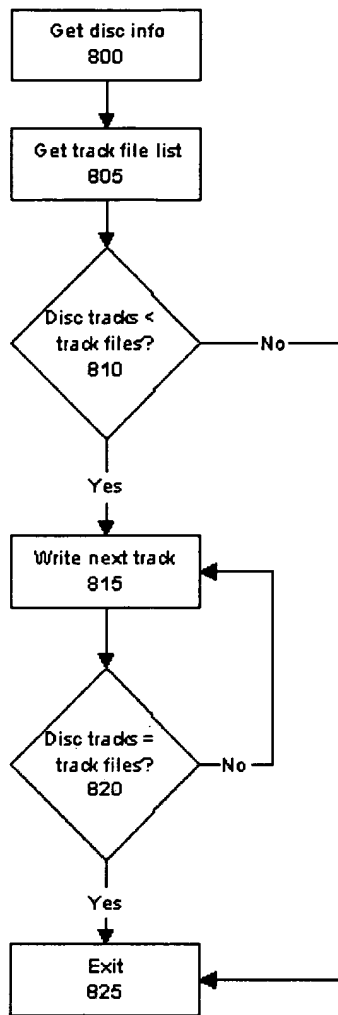 Get disc info
800
Get track file list
805
Disc tracks <
track files?
810
No
Yes
Write next track
815
Disc tracks =
track files?
820
No
Yes
Exit
825